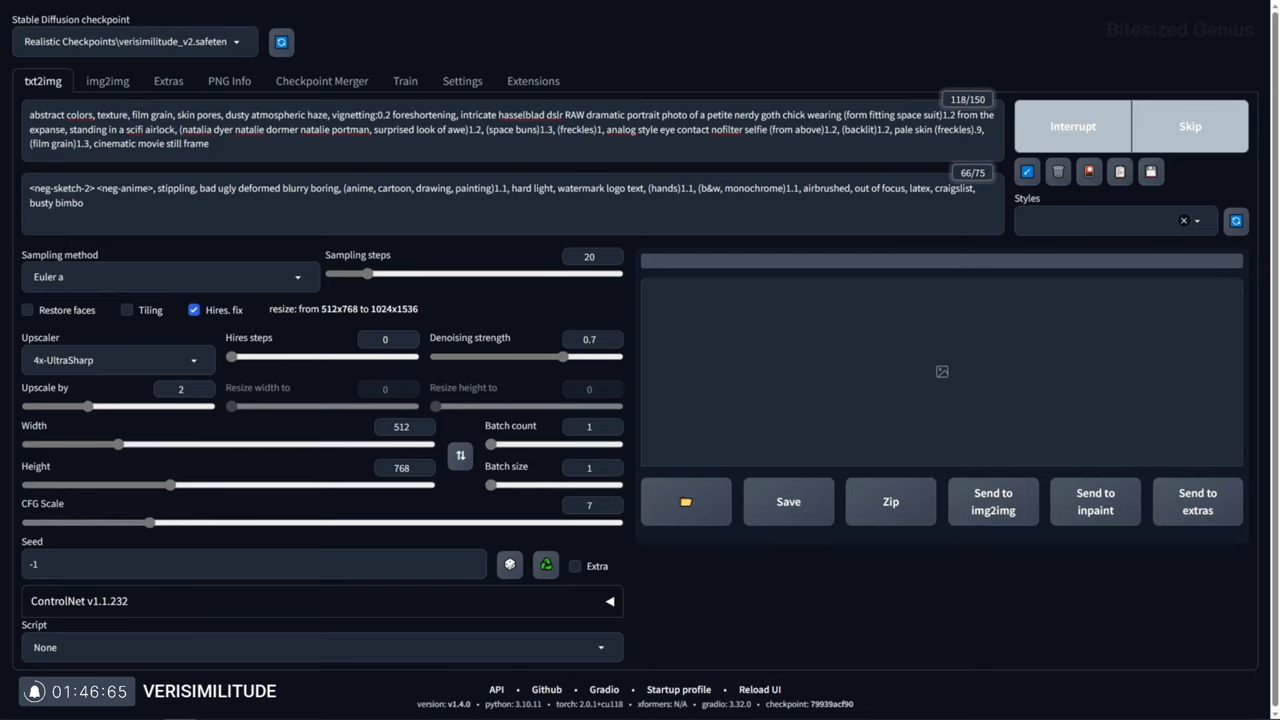 Bitesized Genius
Stable Diffusion checkpoint
Realistic Checkpoints\verisimilitude_v2.safeten
txt2img
img2img
Extras
PNG Info
Checkpoint Merger
Train
Settings
Extensions
118/150
abstract colors, texture, film grain, skin pores, dusty atmospheric haze, vignetting:0.2 foreshortening, intricate hasselblad dslr RAW dramatic portrait photo of a petite nerdy goth chick wearing (form fitting space suit)1.2 from the
expanse, standing in a scifi airlock, (natalia dyer natalie dormer natalie portman, surprised look of awe)1.2, (space buns)1.3, (freckles)1, analog style eye contact nofilter selfie (from above)1.2, (backlit)1.2, pale skin (freckles).9,
(film grain)1.3, cinematic movie still frame
Interrupt
Skip
66/75
<neg-sketch-2> <neg-anime>, stippling, bad ugly deformed blurry boring, (anime, cartoon, drawing, painting)1.1, hard light, watermark logo text, (hands)1.1, (b&w, monochrome)1.1, airbrushed, out of focus, latex, craigslist,
busty bimbo
Styles
Sampling method
Euler a
Sampling steps
20
Restore faces
Tiling
Hires. fix
resize: from 512x768 to 1024x1536
Upscaler
4x-UltraSharp
Hires steps
0
Denoising strength
0.7
Upscale by
2
Resize width to
0
Resize height to
0
Width
512
Batch count
1
Height
768
Batch size
1
CFG Scale
7
Seed
-1
Extra
ControlNet v1.1.232
Script
None
Save
Zip
Send to
img2img
Send to
inpaint
Send to
extras
01:46:65
VERISIMILITUDE
API • Github • Gradio • Startup profile • Reload UI
version: v1.4.0 • python: 3.10.11 • torch: 2.0.1+cu118 • xformers: N/A • gradio: 3.32.0 • checkpoint: 79939acf90